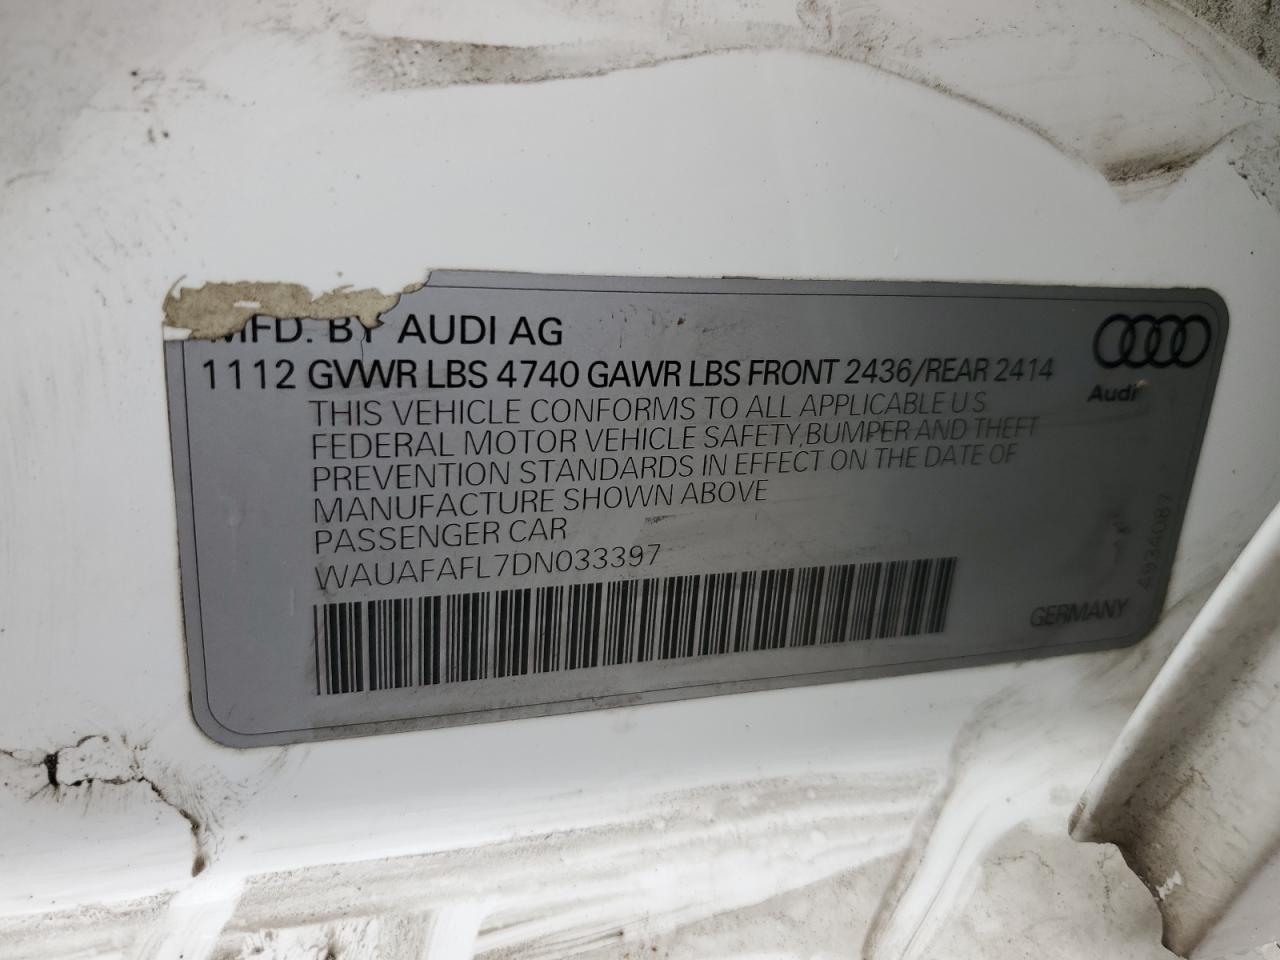 MFD. BY AUDI AG
1112 GVWR LBS 4740 GAWR LBS FRONT 2436/REAR 2414
THIS VEHICLE CONFORMS TO ALL APPLICABLE U.S
FEDERAL MOTOR VEHICLE SAFETY,BUMPER AND THEFT
PREVENTION STANDARDS IN EFFECT ON THE DATE OF
MANUFACTURE SHOWN ABOVE
PASSENGER CAR
WAUAFAFL7DN033397
Audi
GERMANY
4934087